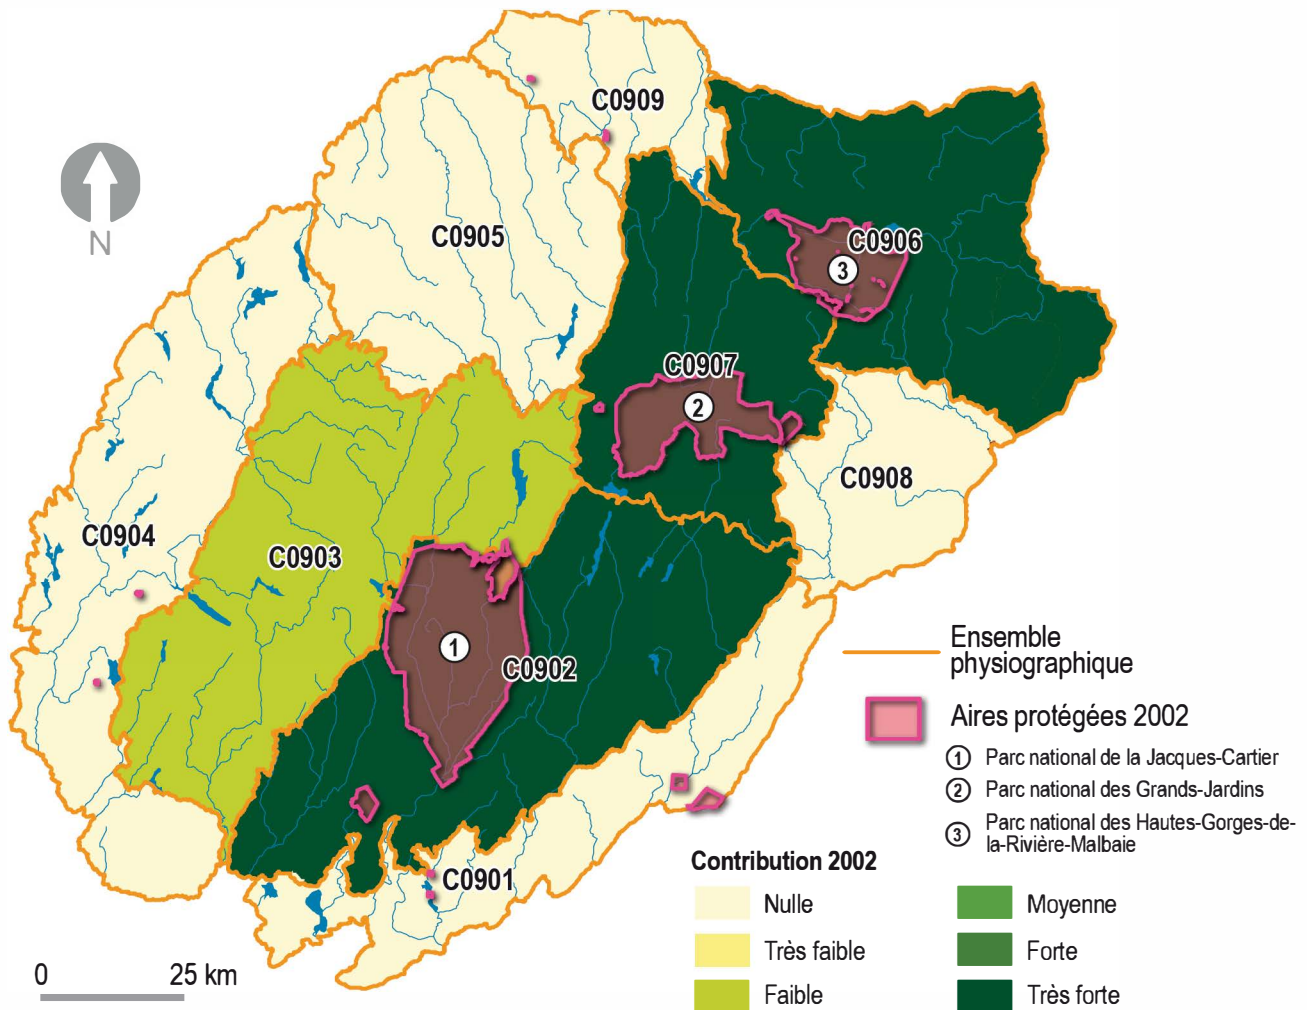 C0909
N
C0905
C0906
3
C0907
2
C0908
C0904
C0903
1
C0902
C0901
Ensemble
physiographique
Aires protégées 2002
1 Parc national de la Jacques-Cartier
2 Parc national des Grands-Jardins
3 Parc national des Hautes-Gorges-de-
la-Rivière-Malbaie
Contribution 2002
Nulle
Très faible
Faible
Moyenne
Forte
Très forte
0 25 km